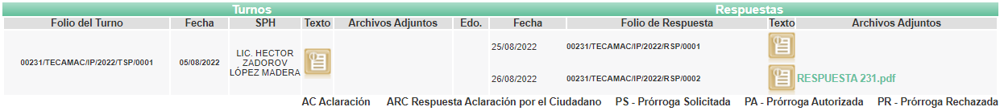 Turnos Respuestas
Folio del Turno Fecha SPH Texto Archivos Adjuntos Edo. Fecha Folio de Respuesta Texto Archivos Adjuntos
00231/TECAMAC/IP/2022/TSP/0001 05/08/2022 LIC. HECTOR
ZADOROV
LÓPEZ MADERA
25/08/2022 00231/TECAMAC/IP/2022/RSP/0001
26/08/2022 00231/TECAMAC/IP/2022/RSP/0002 RESPUESTA 231.pdf
AC Aclaración ARC Respuesta Aclaración por el Ciudadano PS - Prórroga Solicitada PA - Prórroga Autorizada PR - Prórroga Rechazada